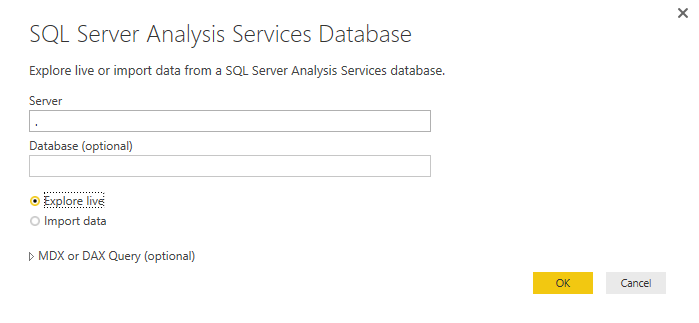 SQL Server Analysis Services Database
Explore live or import data from a SQL Server Analysis Services database.
Server
.
Database (optional)
Explore live
Import data
MDX or DAX Query (optional)
OK Cancel